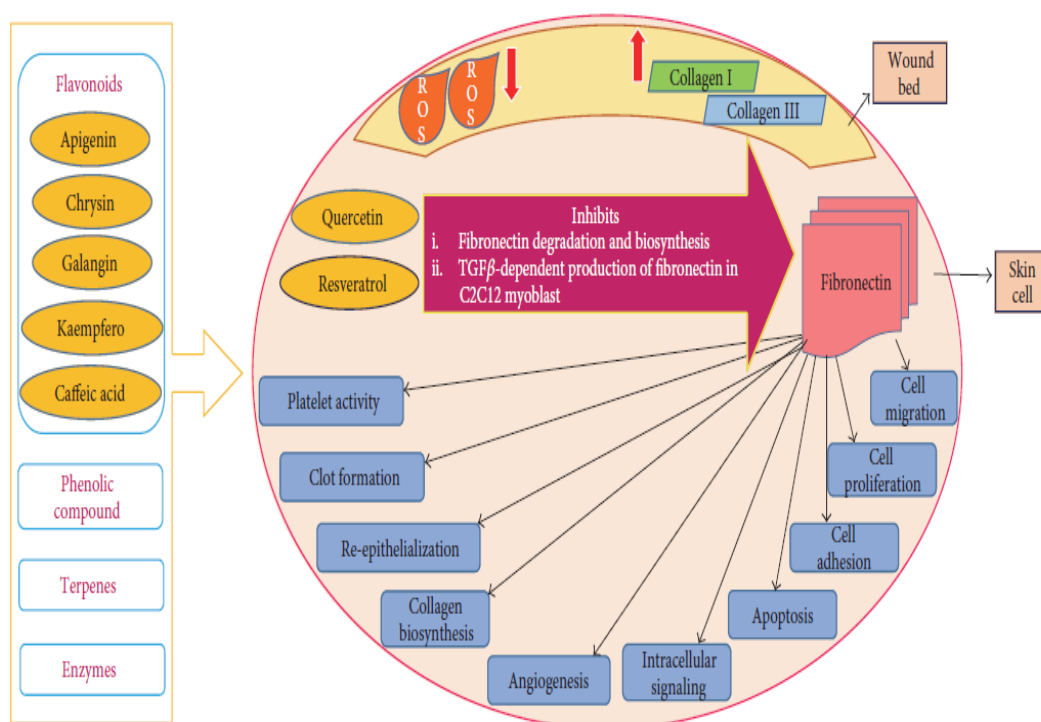 Flavonoids
Apigenin
Chrysin
Galangin
Kaempfero
Caffeic acid
Phenolic
compound
Terpenes
Enzymes
ROS
ROS
Collagen I
Collagen III
Wound
bed
Quercetin
Resveratrol
Inhibits
i. Fibronectin degradation and biosynthesis
ii. TGFβ-dependent production of fibronectin in
C2C12 myoblast
Fibronectin
Skin
cell
Platelet activity
Clot formation
Re-epithelialization
Collagen
biosynthesis
Angiogenesis
Intracellular
signaling
Apoptosis
Cell
adhesion
Cell
proliferation
Cell
migration